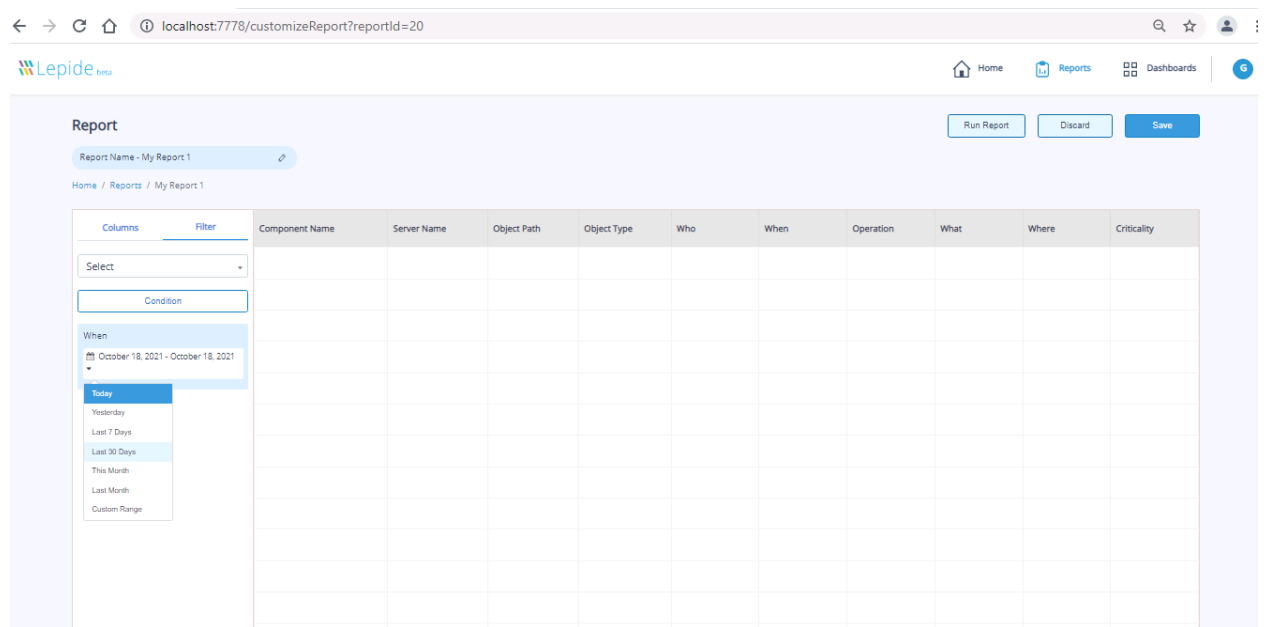 localhost:7778/customizeReport?reportId=20
Lepide beta
Home Reports Dashboards G
Report
Run Report Discard Save
Report Name - My Report 1
Home / Reports / My Report 1
Columns Filter Component Name Server Name Object Path Object Type Who When Operation What Where Criticality
Select
Condition
When
October 18, 2021 - October 18, 2021
Today
Yesterday
Last 7 Days
Last 30 Days
This Month
Last Month
Custom Range